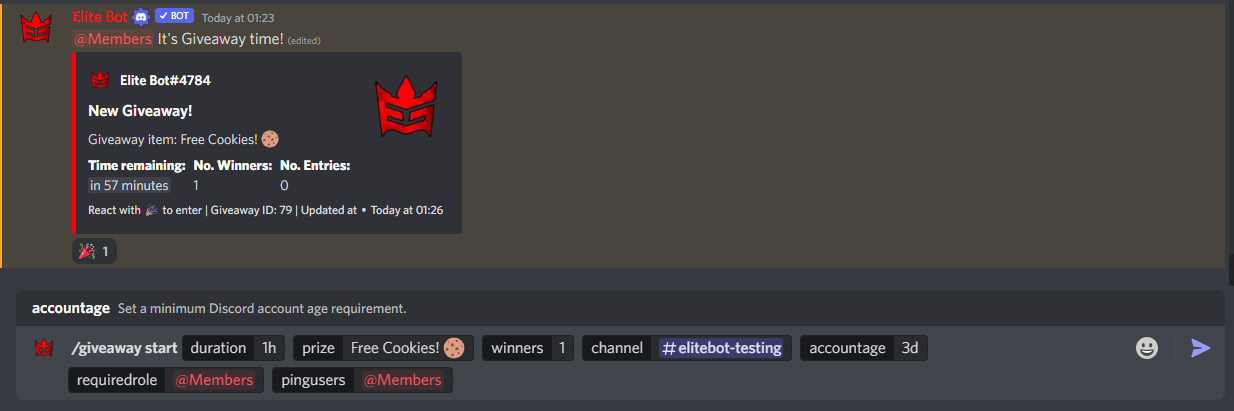 Elite Bot ✓ BOT Today at 01:23
@Members It's Giveaway time! (edited)
Elite Bot#4784
New Giveaway!
Giveaway item: Free Cookies! 🍪
Time remaining: No. Winners: No. Entries:
in 57 minutes 1 0
React with 🎉 to enter | Giveaway ID: 79 | Updated at • Today at 01:26
🎉 1
accountage Set a minimum Discord account age requirement.
/giveaway start duration 1h prize Free Cookies! 🍪 winners 1 channel #elitebot-testing accountage 3d
requiredrole @Members pingusers @Members